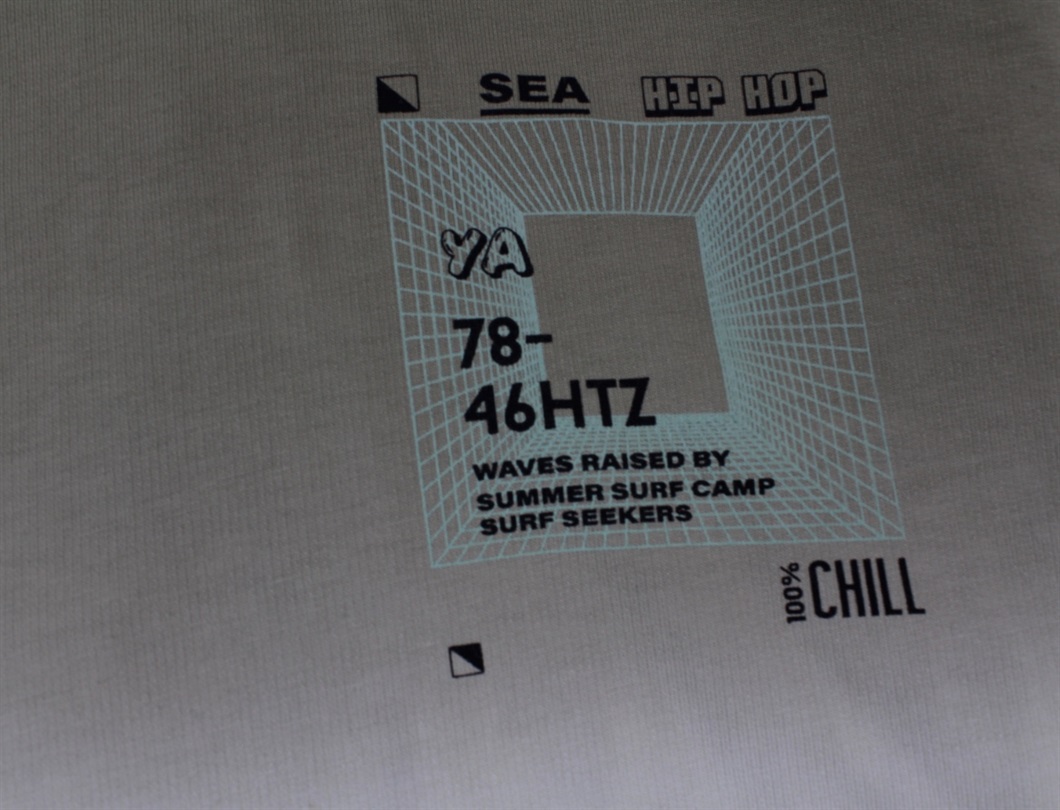 SEA HIP HOP
YA
78-
46HTZ
WAVES RAISED BY
SUMMER SURF CAMP
SURF SEEKERS
100% CHILL